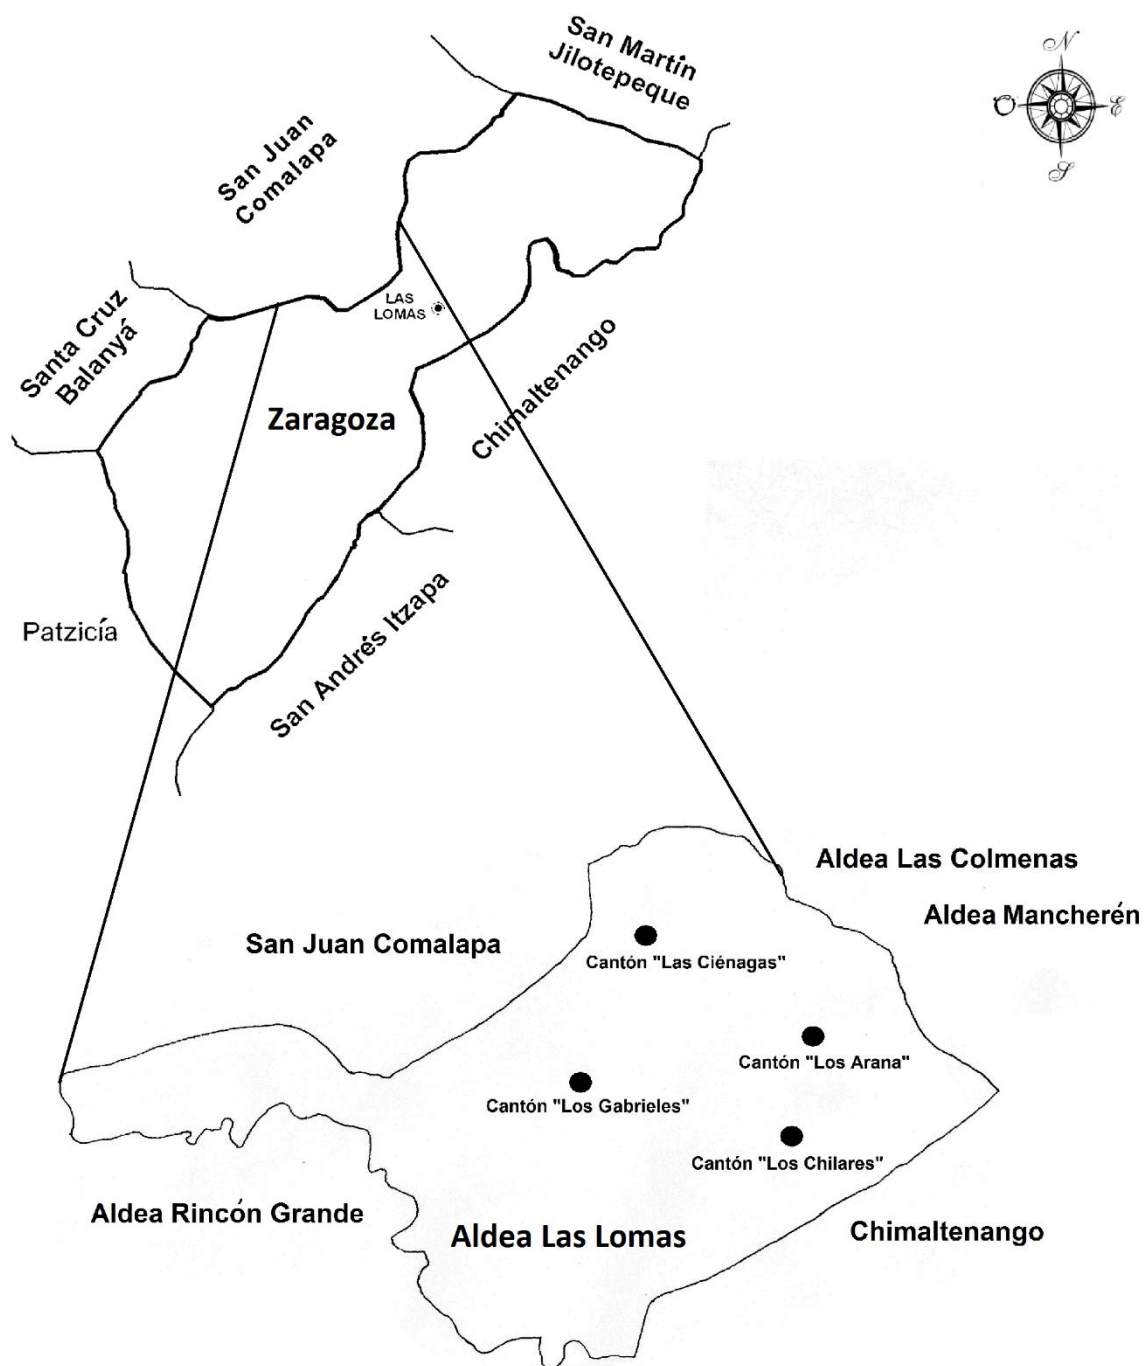 San Martín
Jilotepeque
N
O
E
S
San Juan
Comalapa
LAS
LOMAS
Santa Cruz
Balanyá
Zaragoza
Chimaltenango
Patzicía
San Andrés Itzapa
Aldea Las Colmenas
Aldea Mancherén
San Juan Comalapa
Cantón "Las Ciénagas"
Cantón "Los Arana"
Cantón "Los Gabrieles"
Cantón "Los Chilares"
Aldea Rincón Grande
Aldea Las Lomas
Chimaltenango